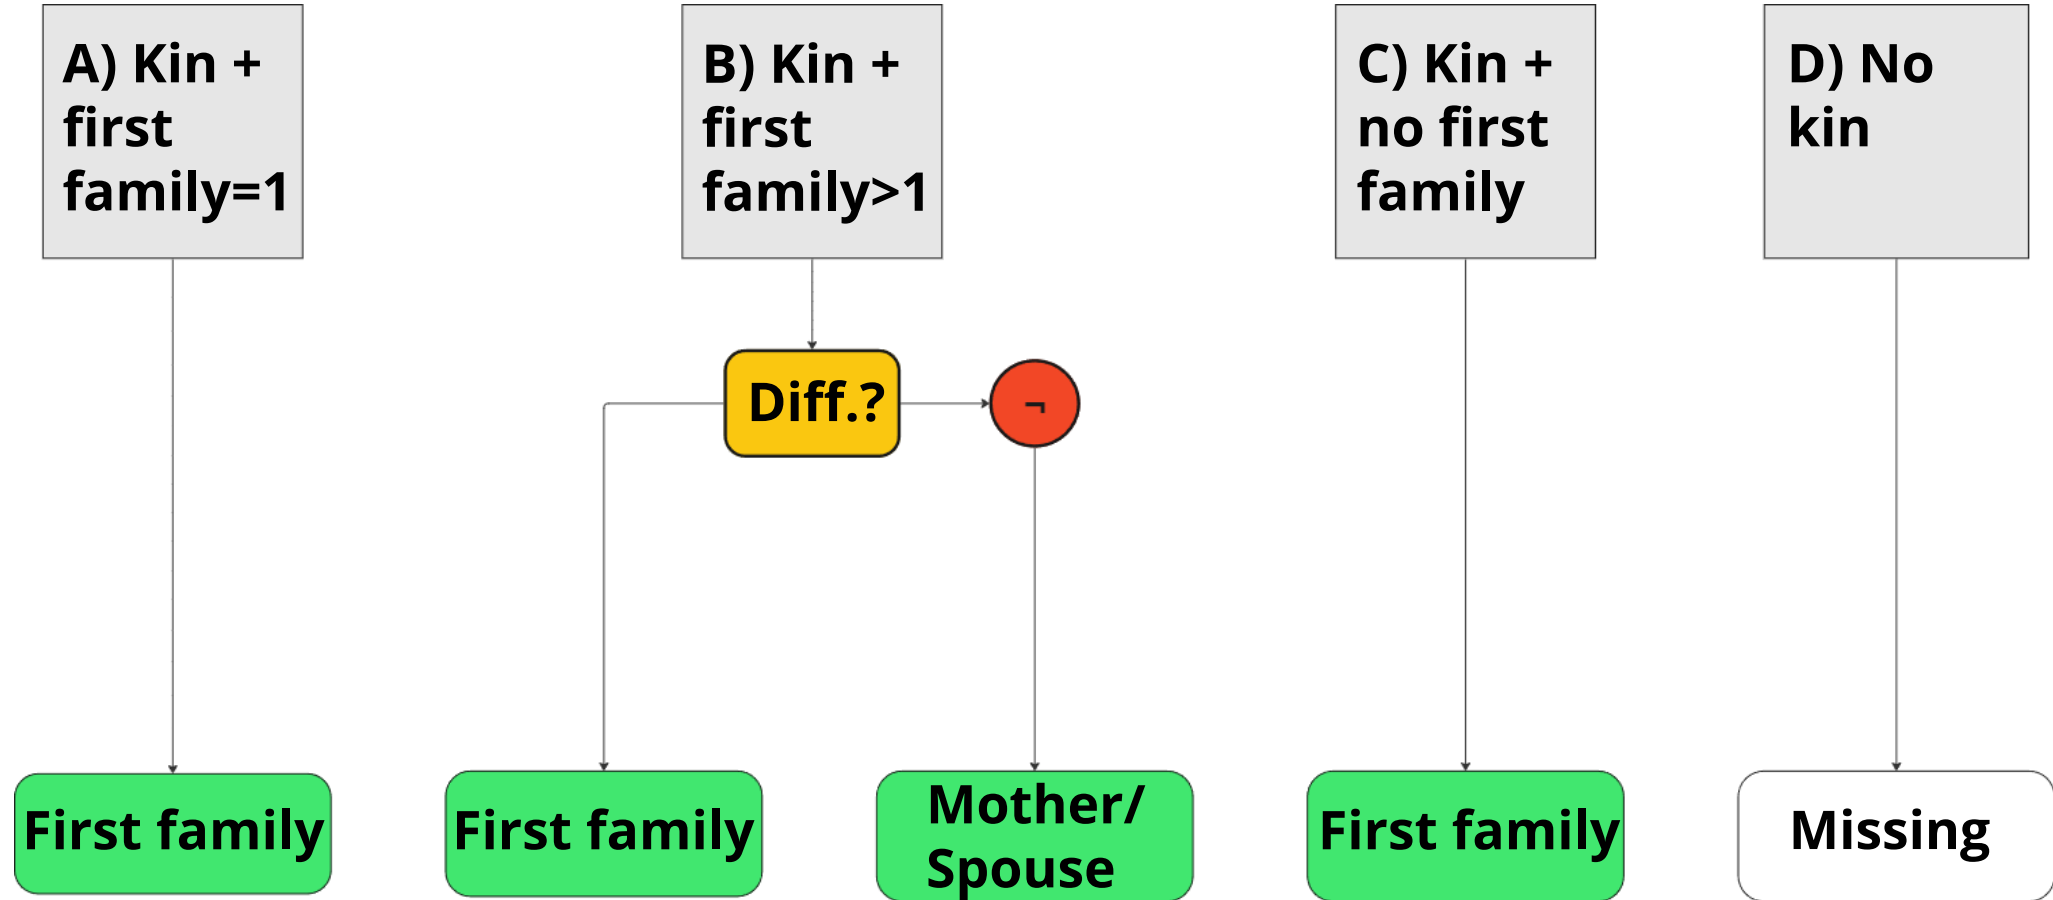 A) Kin +
first
family=1
B) Kin +
first
family>1
C) Kin +
no first
family
D) No
kin
Diff.?
¬
First family
First family
Mother/
Spouse
First family
Missing